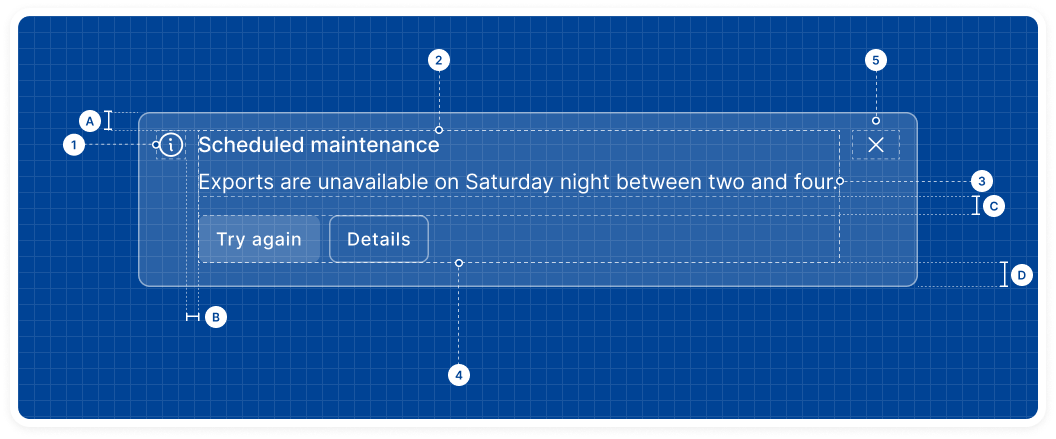 2
5
A
1
Scheduled maintenance
Exports are unavailable on Saturday night between two and four.
3
C
Try again
Details
D
B
4